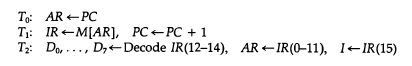 T₀: AR ← PC
T₁: IR ← M[AR], PC ← PC + 1
T₂: D₀, . . . , D₇ ← Decode IR(12–14), AR ← IR(0–11), I ← IR(15)